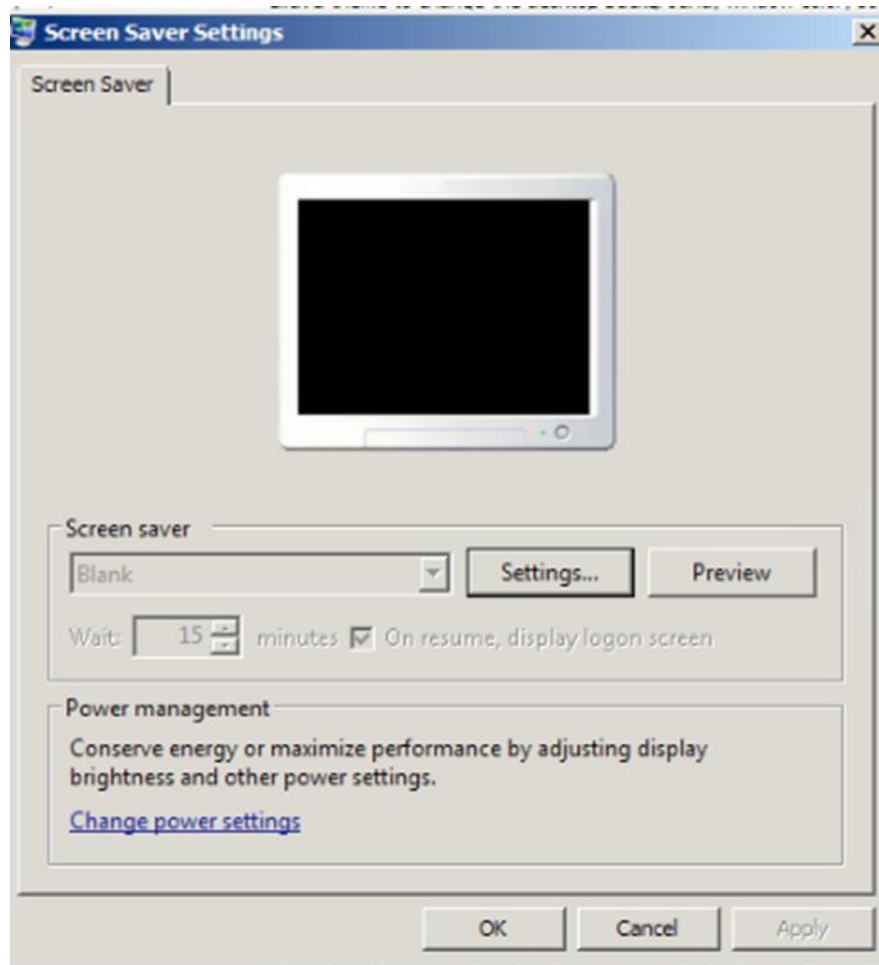 Screen Saver Settings
Screen Saver
Screen saver
Blank
Settings...
Preview
Wait: 15 minutes On resume, display logon screen
Power management
Conserve energy or maximize performance by adjusting display
brightness and other power settings.
Change power settings
OK Cancel Apply